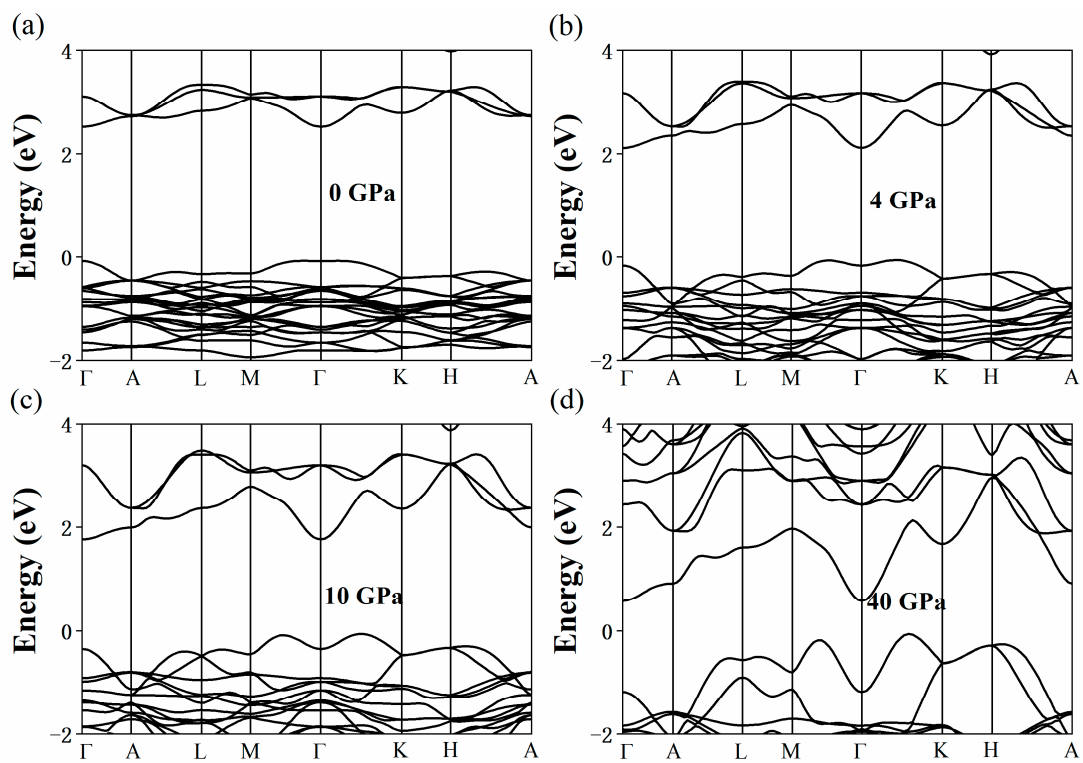 (a)
4
2
0
−2
Energy (eV)
0 GPa
Γ A L M Γ K H A
(b)
4
2
0
−2
Energy (eV)
4 GPa
Γ A L M Γ K H A
(c)
4
2
0
−2
Energy (eV)
10 GPa
Γ A L M Γ K H A
(d)
4
2
0
−2
Energy (eV)
40 GPa
Γ A L M Γ K H A